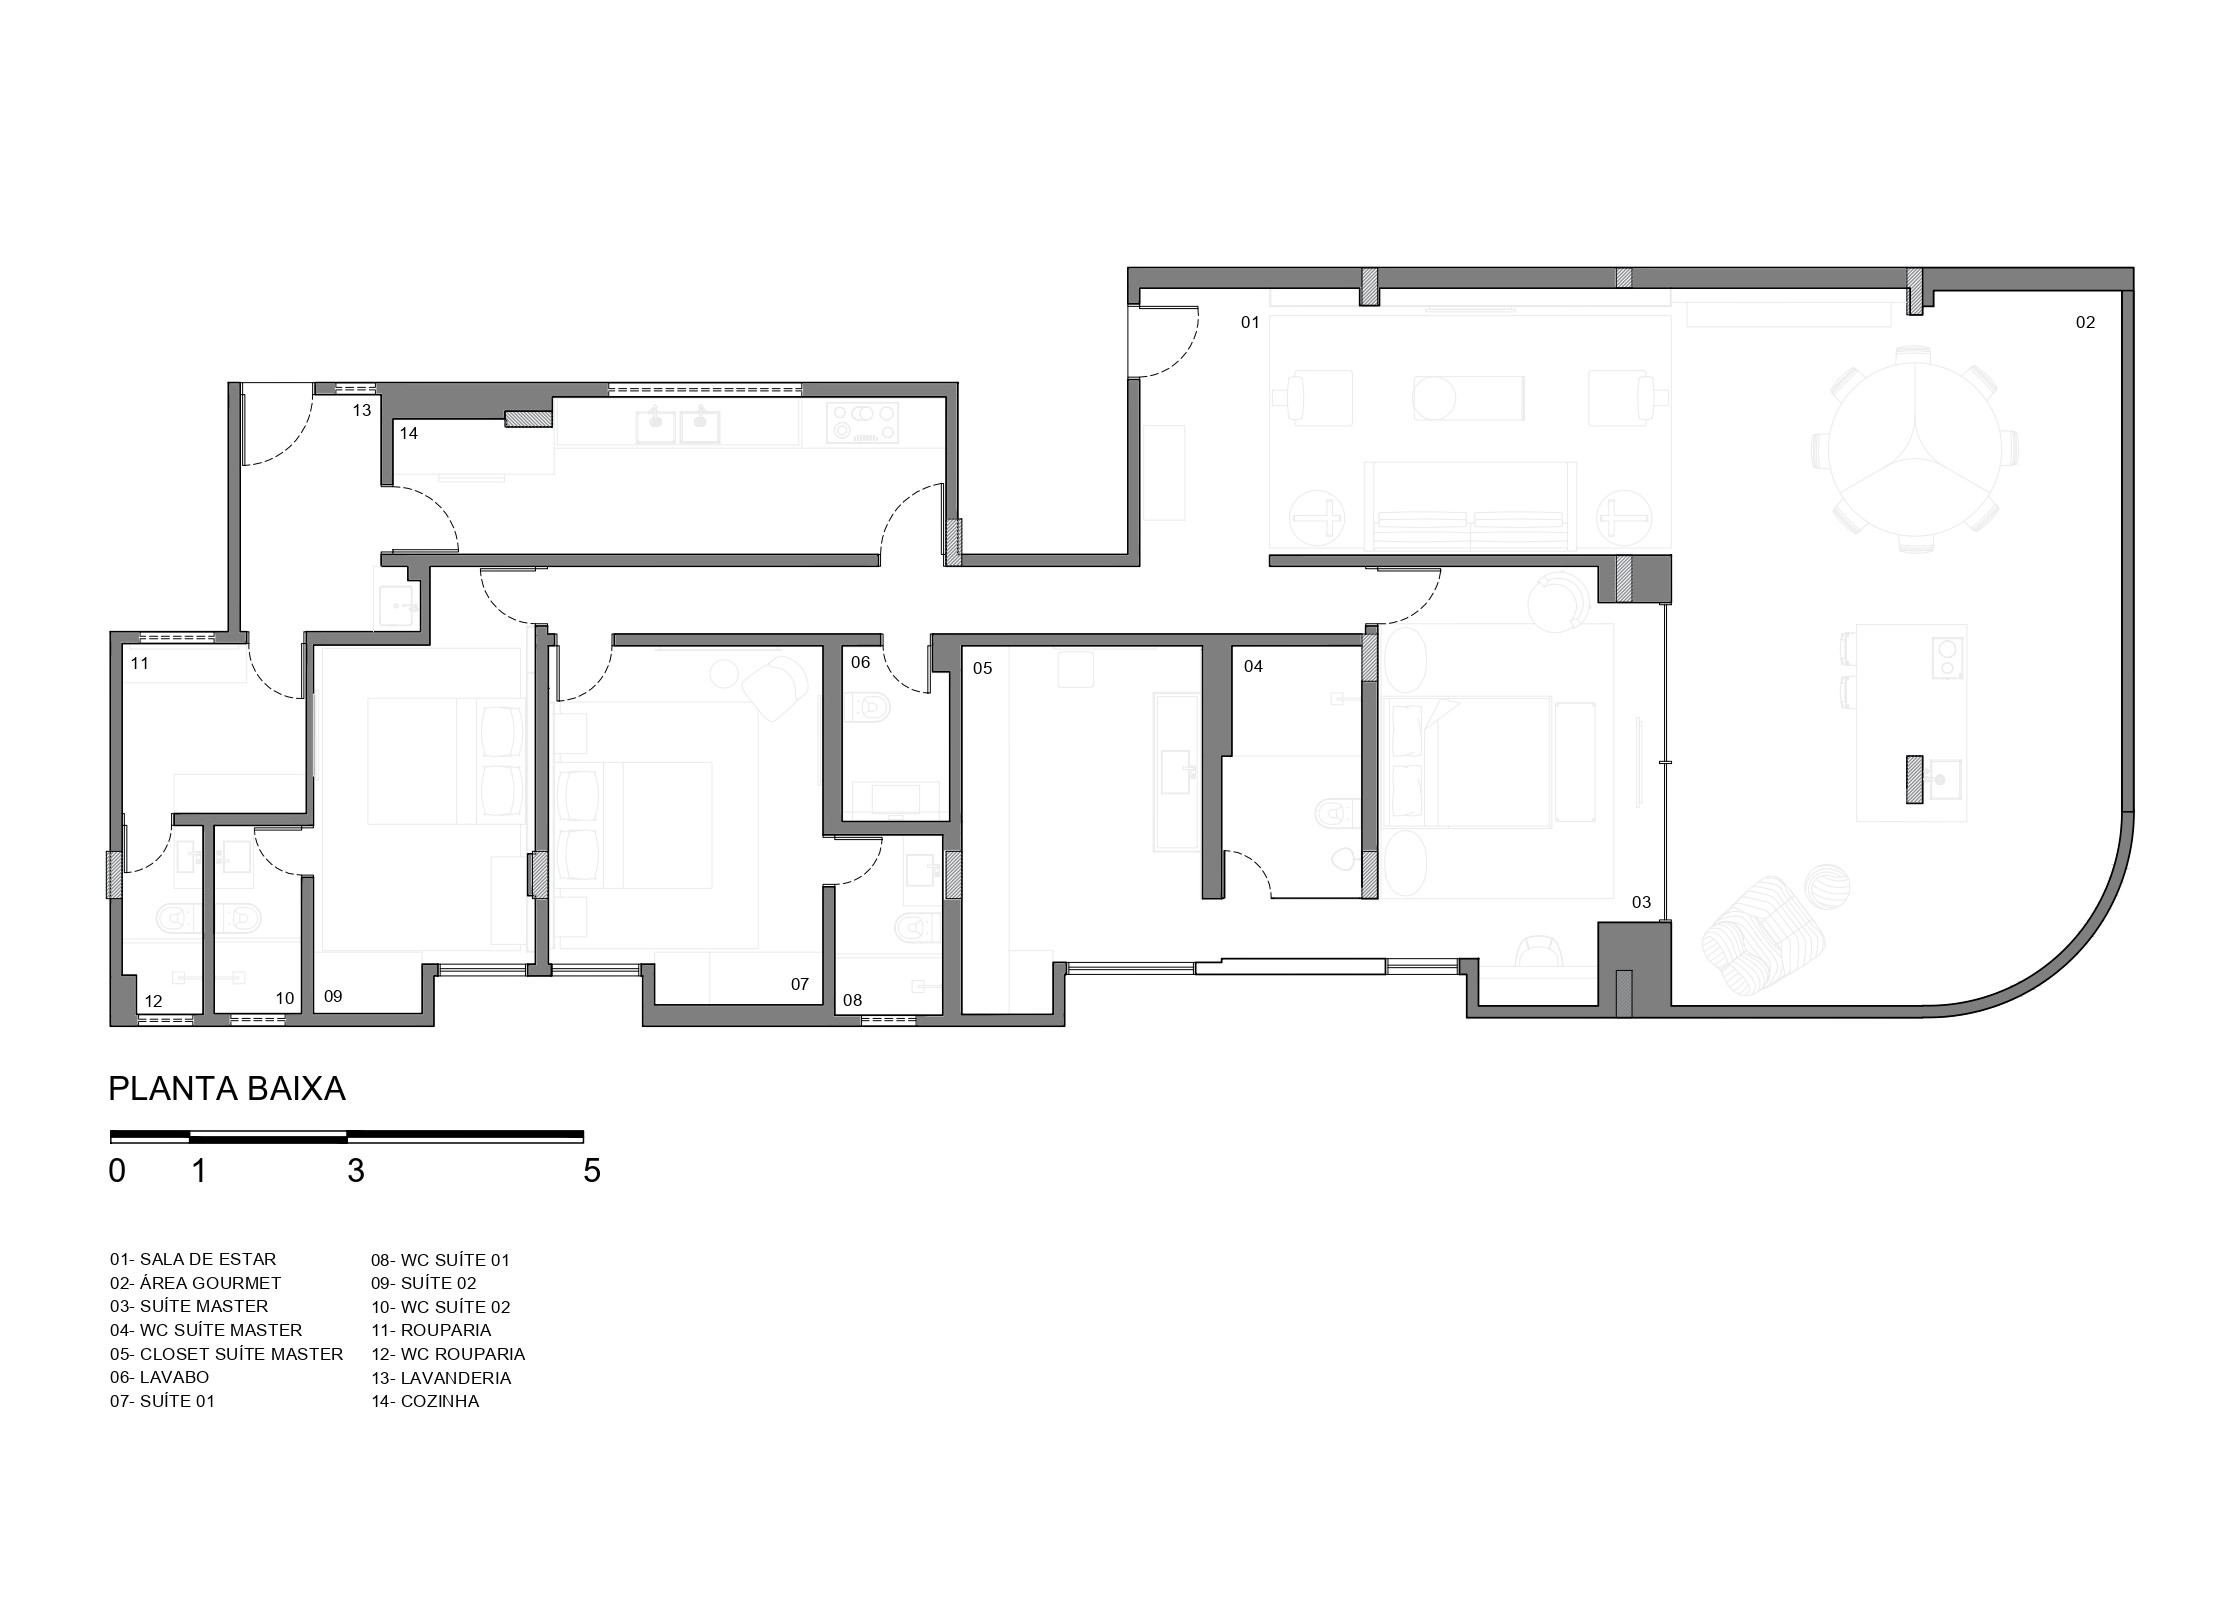 01
02
13
14
11
06
05
04
03
12
10
09
07
08
PLANTA BAIXA
0 1 3 5
01- SALA DE ESTAR
02- ÁREA GOURMET
03- SUÍTE MASTER
04- WC SUÍTE MASTER
05- CLOSET SUÍTE MASTER
06- LAVABO
07- SUÍTE 01
08- WC SUÍTE 01
09- SUÍTE 02
10- WC SUÍTE 02
11- ROUPARIA
12- WC ROUPARIA
13- LAVANDERIA
14- COZINHA